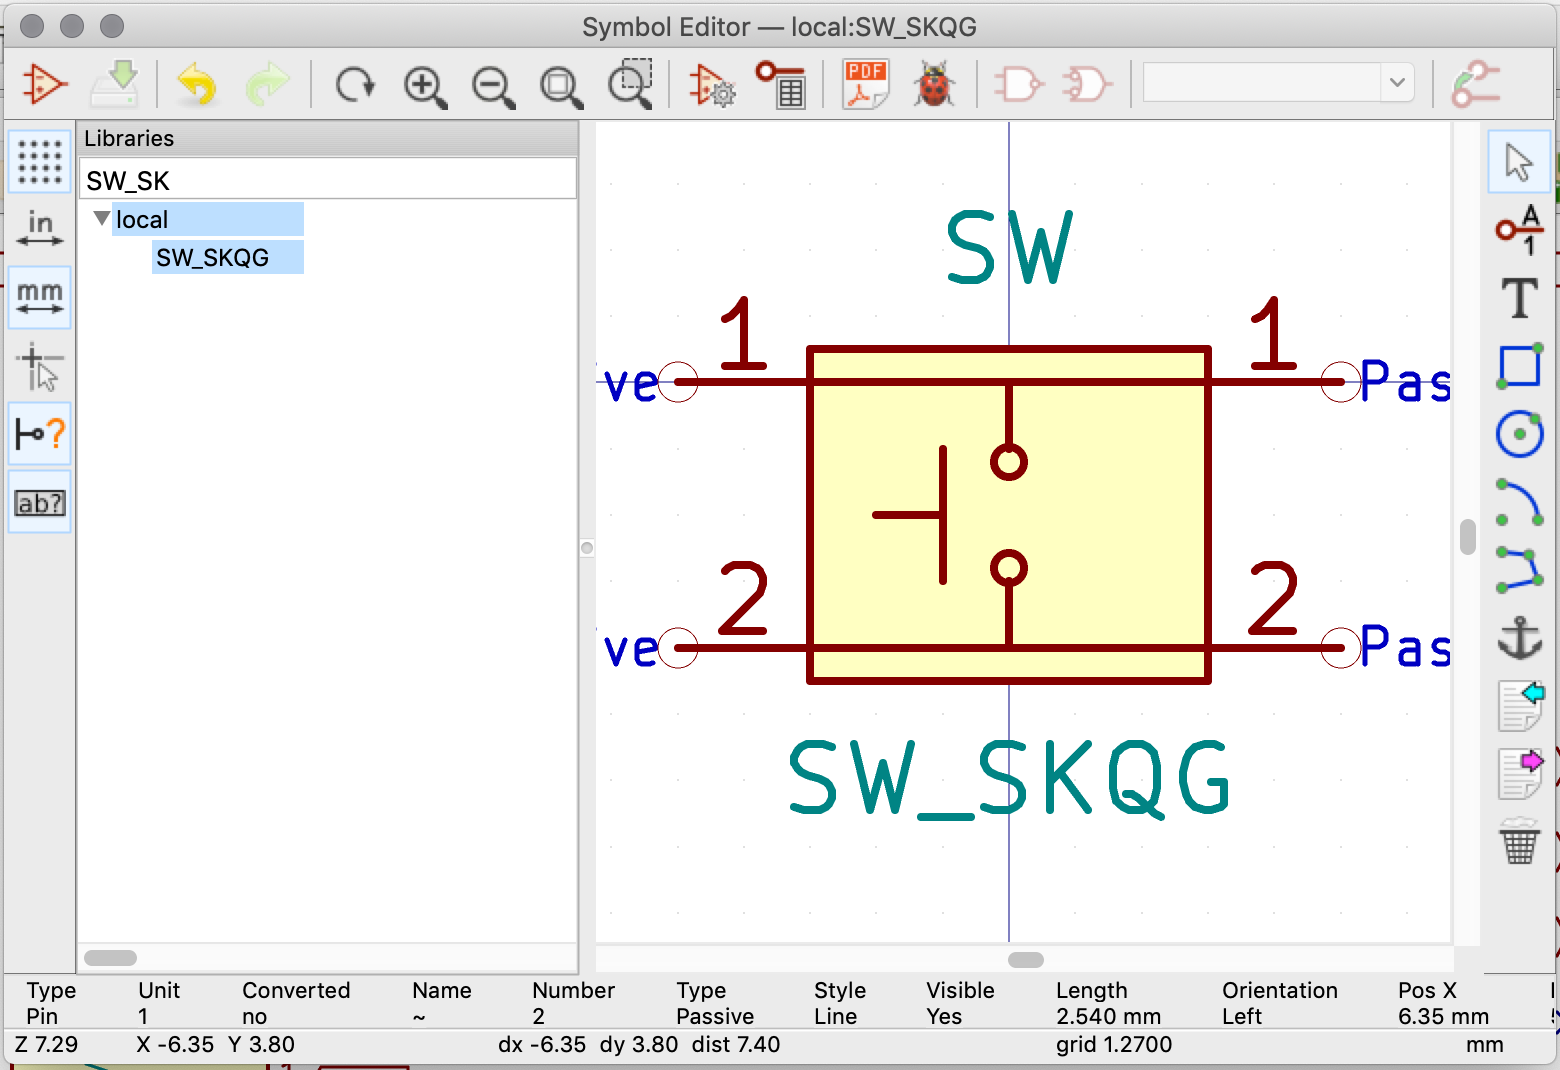 Symbol Editor — local:SW_SKQG
PDF
Libraries
SW_SK
local
SW_SKQG
in
mm
?
ab?
A
1
T
SW
1 1
ve Pas
2 2
ve Pas
SW_SKQG
Type Unit Converted Name Number Type Style Visible Length Orientation Pos X
Pin 1 no ~ 2 Passive Line Yes 2.540 mm Left 6.35 mm
Z 7.29 X -6.35 Y 3.80 dx -6.35 dy 3.80 dist 7.40 grid 1.2700 mm